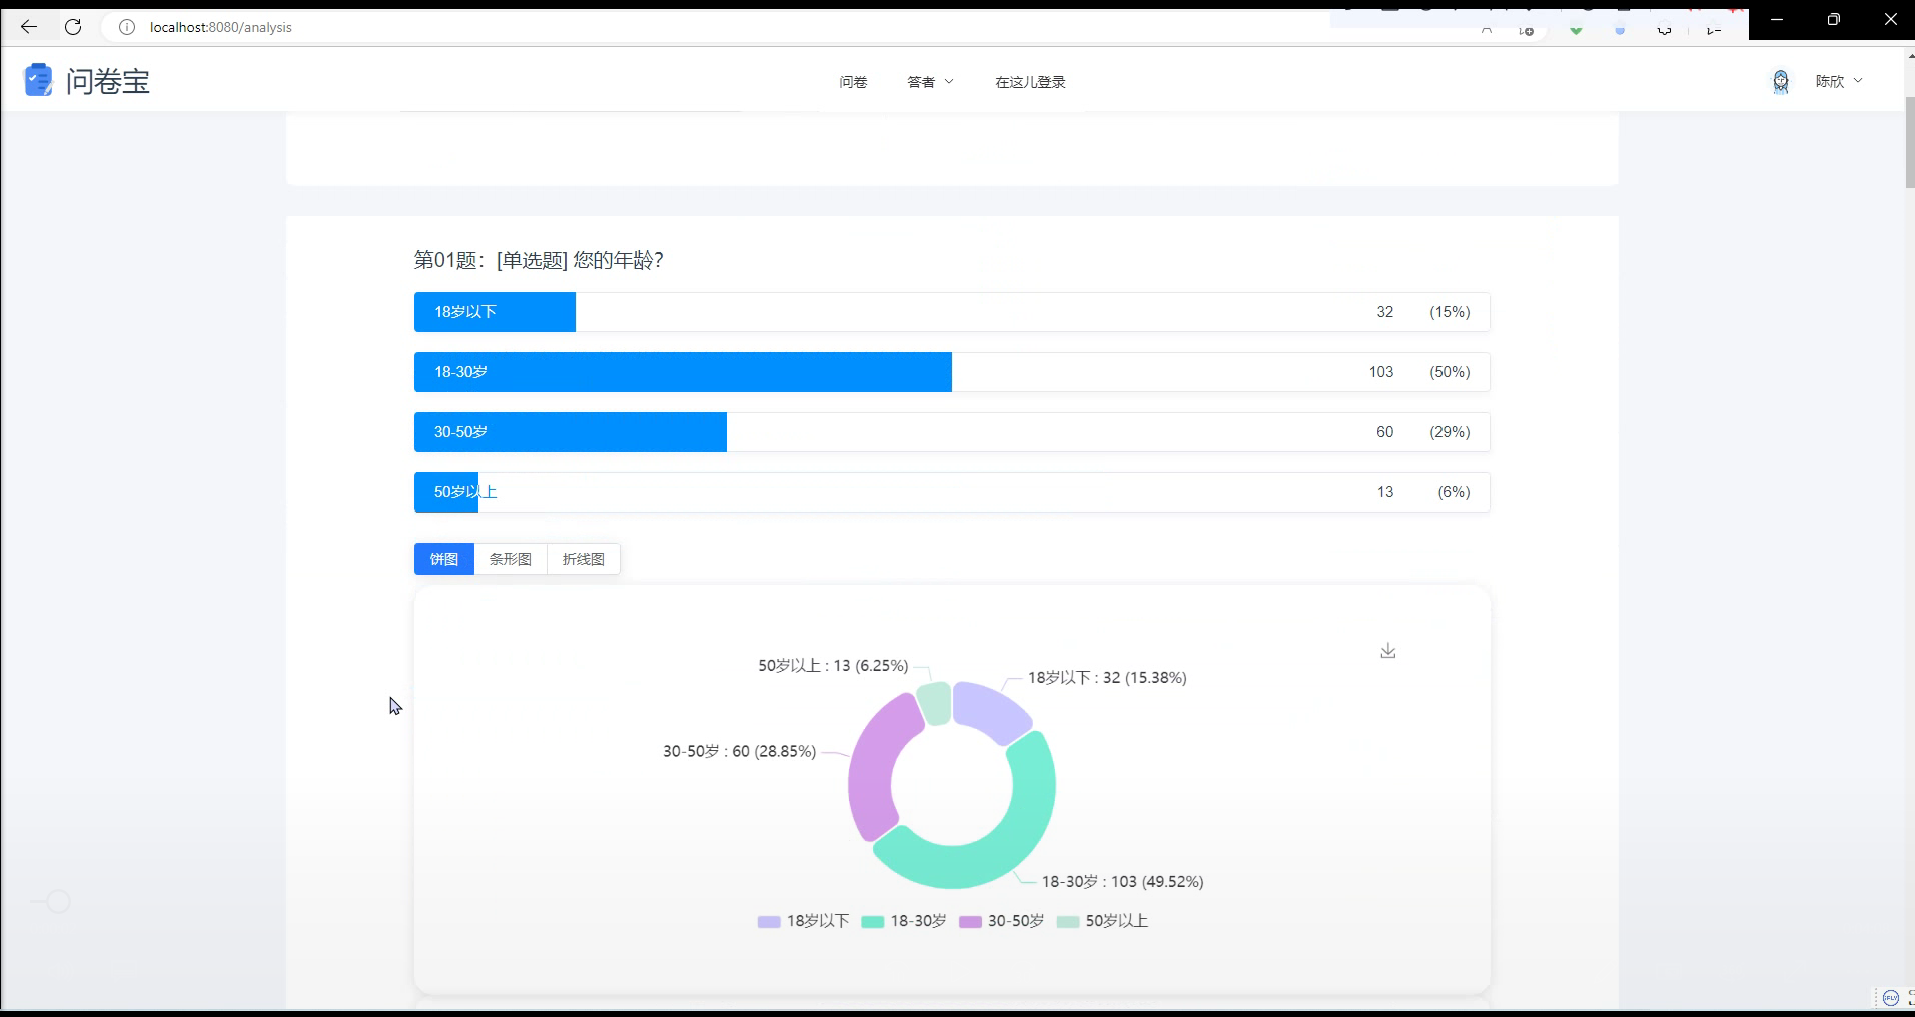 localhost:8080/analysis
问卷宝
问卷
答者
在这儿登录
陈欣
第01题：[单选题] 您的年龄?
18岁以下 32 (15%)
18-30岁 103 (50%)
30-50岁 60 (29%)
50岁以上 13 (6%)
饼图 条形图 折线图
50岁以上 : 13 (6.25%)
18岁以下 : 32 (15.38%)
30-50岁 : 60 (28.85%)
18-30岁 : 103 (49.52%)
18岁以下 18-30岁 30-50岁 50岁以上